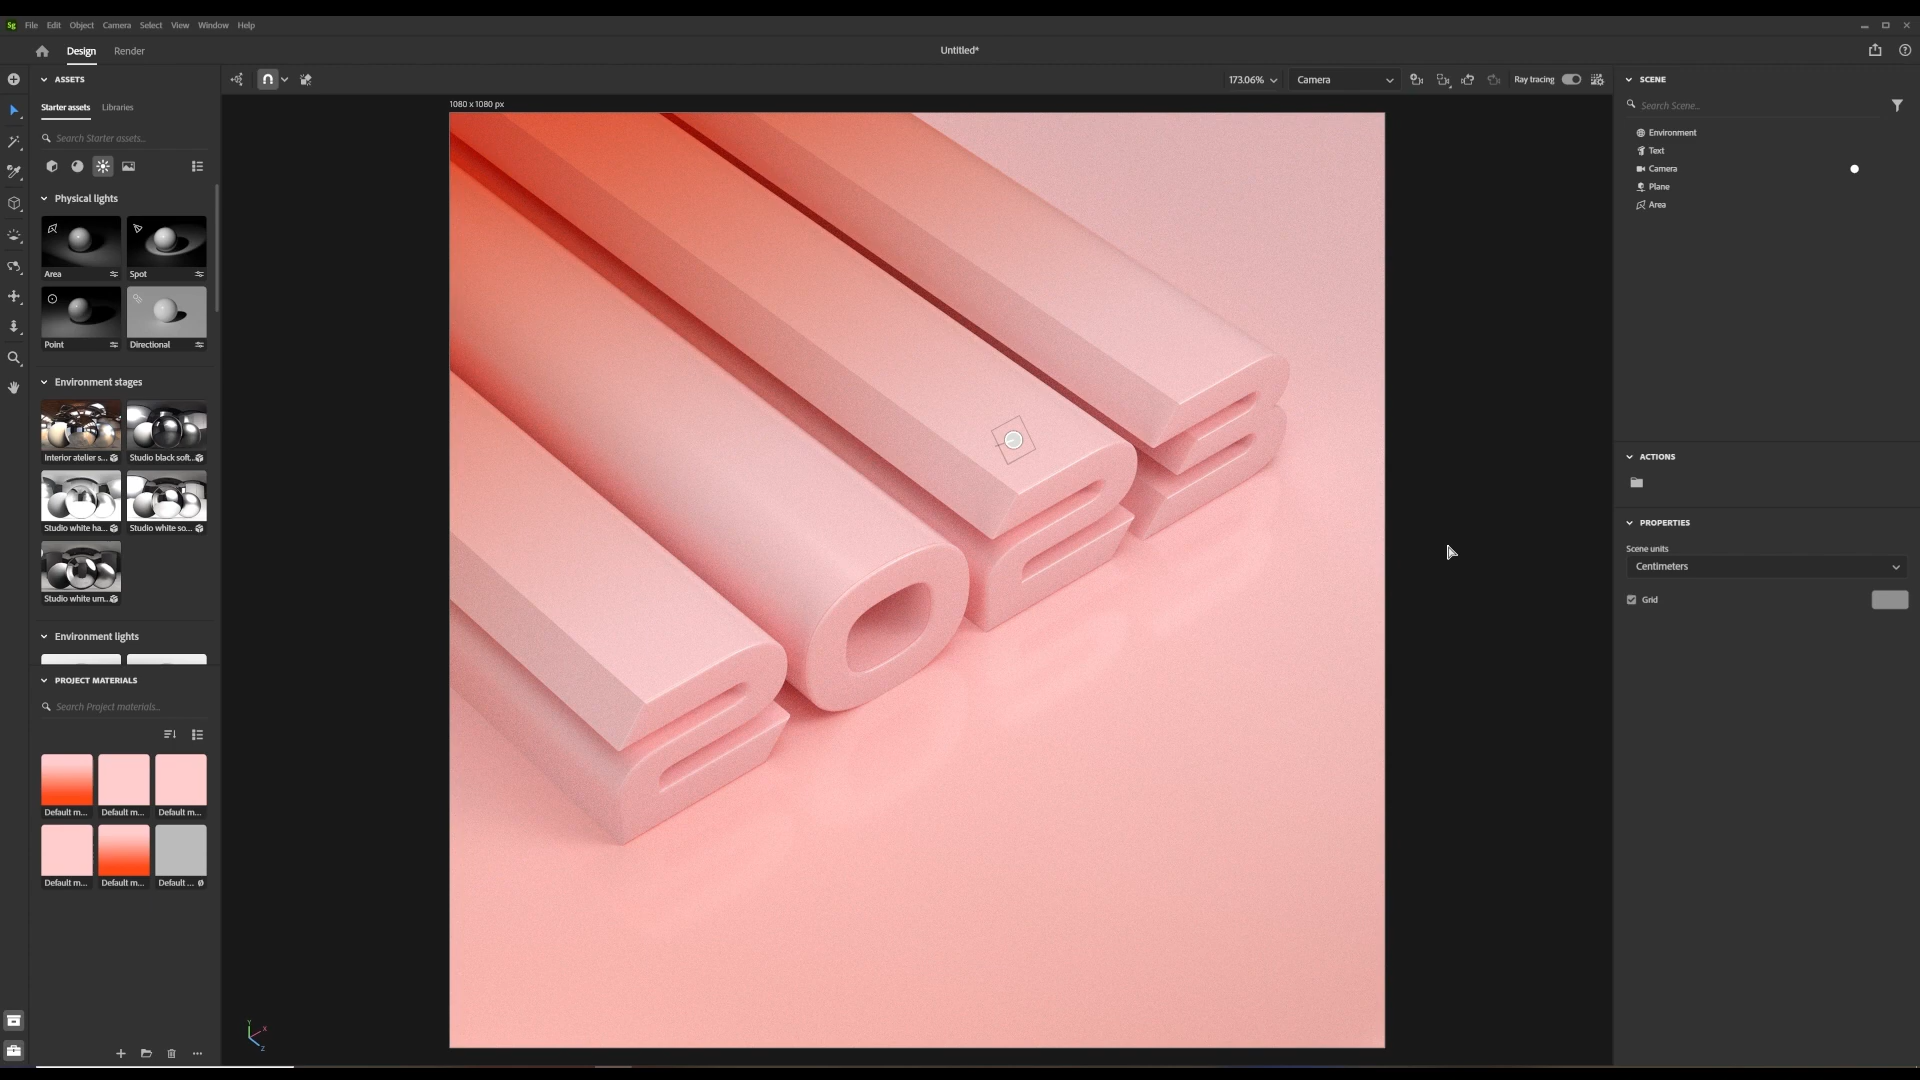 Sg File Edit Object Camera Select View Window Help
Design Render Untitled*
ASSETS
Starter assets Libraries
Search Starter assets...
Physical lights
Area Spot
Point Directional
Environment stages
Interior atelier s... Studio black soft...
Studio white ha... Studio white so...
Studio white um...
Environment lights
PROJECT MATERIALS
Search Project materials...
Default m... Default m... Default m...
Default m... Default m... Default ...
173.06% Camera Ray tracing
1080 x 1080 px
2022
Y X Z
SCENE
Search Scene...
Environment
Text
Camera
Plane
Area
ACTIONS
PROPERTIES
Scene units
Centimeters
Grid